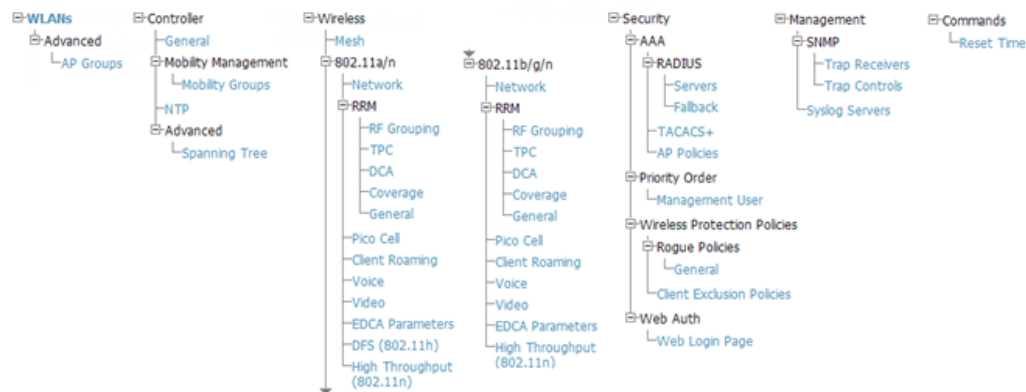 WLANs
Advanced
AP Groups
Controller
General
Mobility Management
Mobility Groups
NTP
Advanced
Spanning Tree
Wireless
Mesh
802.11a/n
Network
RRM
RF Grouping
TPC
DCA
Coverage
General
Pico Cell
Client Roaming
Voice
Video
EDCA Parameters
DFS (802.11h)
High Throughput
(802.11n)
802.11b/g/n
Network
RRM
RF Grouping
TPC
DCA
Coverage
General
Pico Cell
Client Roaming
Voice
Video
EDCA Parameters
High Throughput
(802.11n)
Security
AAA
RADIUS
Servers
Fallback
TACACS+
AP Policies
Priority Order
Management User
Wireless Protection Policies
Rogue Policies
General
Client Exclusion Policies
Web Auth
Web Login Page
Management
SNMP
Trap Receivers
Trap Controls
Syslog Servers
Commands
Reset Time